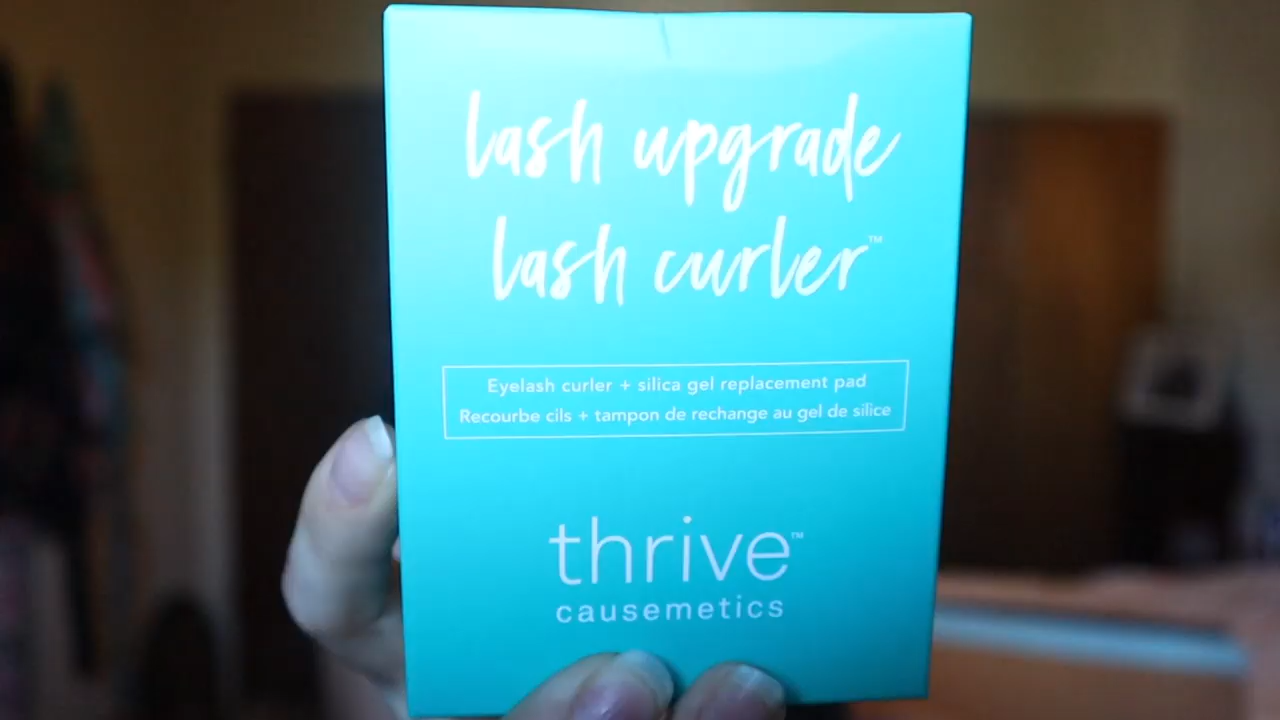 lash upgrade
lash curler™
Eyelash curler + silica gel replacement pad
Recourbe cils + tampon de rechange au gel de silice
thrive™
causemetics